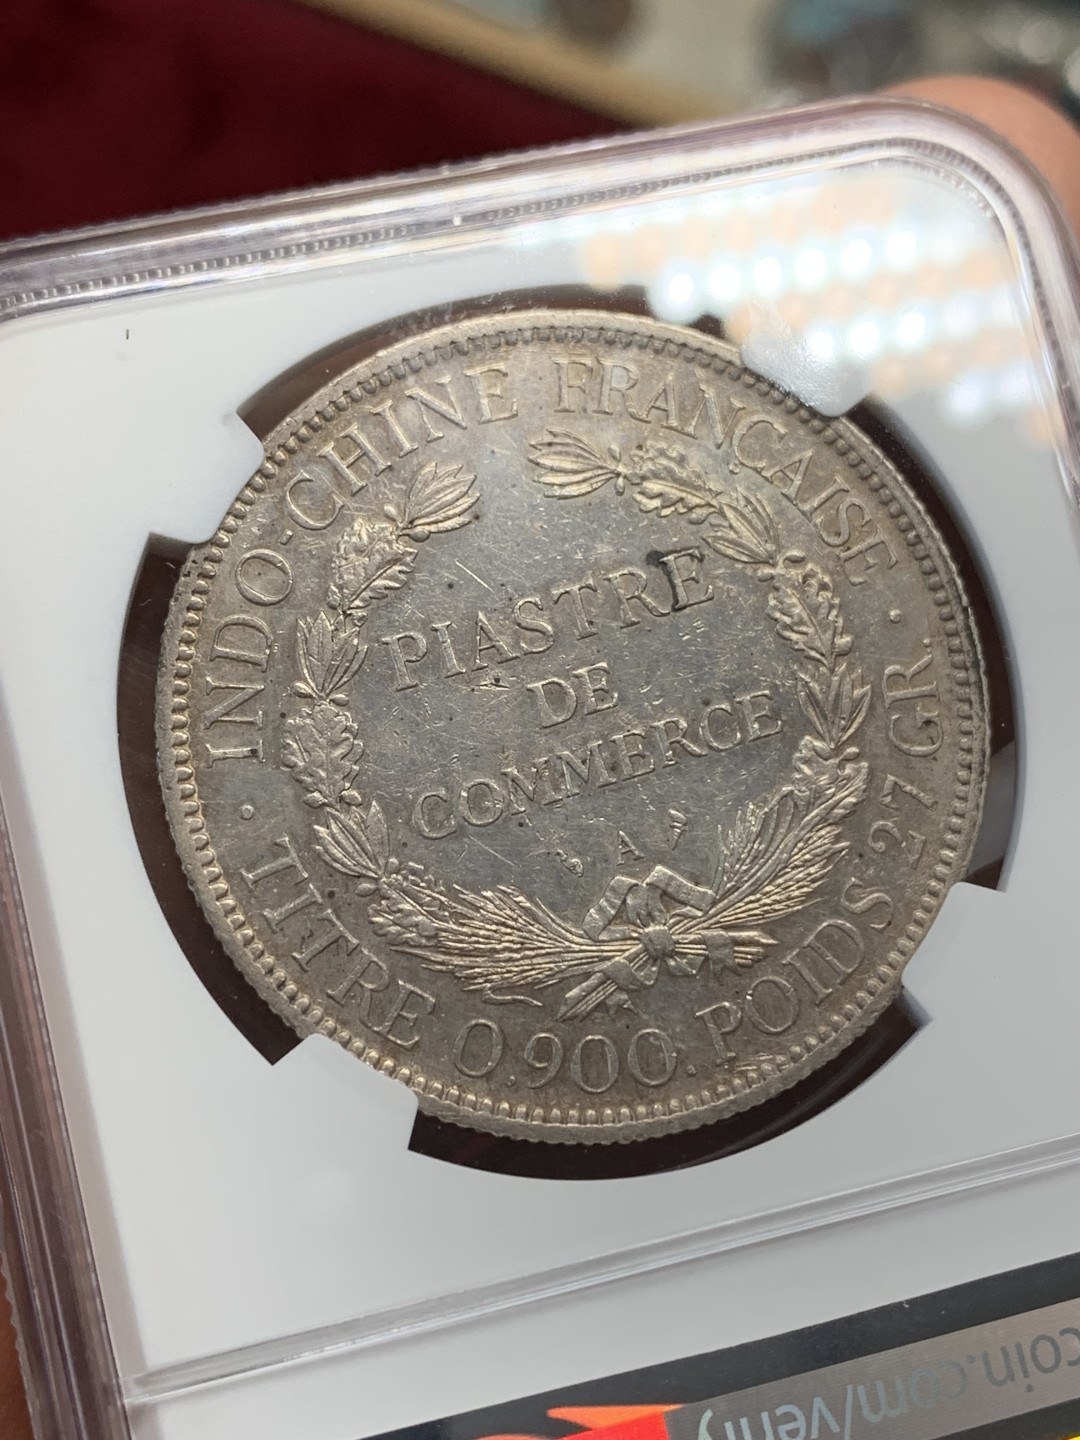 INDO-CHINE FRANÇAISE
PIASTRE
DE
COMMERCE
A
TITRE 0.900. POIDS 27 GR.
coin.com/verify